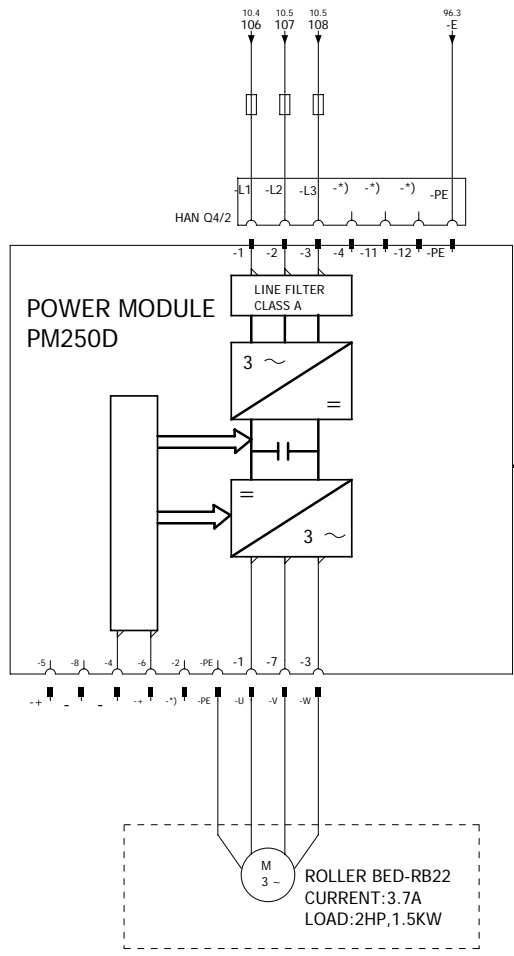 10.4 10.5 10.5 96.3
106 107 108 -E
-L1 -L2 -L3 -*) -*) -*) -PE
HAN Q4/2
-1 -2 -3 -4 -11 -12 -PE
LINE FILTER
CLASS A
POWER MODULE
PM250D
3 ~
=
=
3 ~
-5 -8 -4 -6 -2 -PE -1 -7 -3
-+ - - -+ -*) -PE -U -V -W
M
3 ~
ROLLER BED-RB22
CURRENT:3.7A
LOAD:2HP,1.5KW